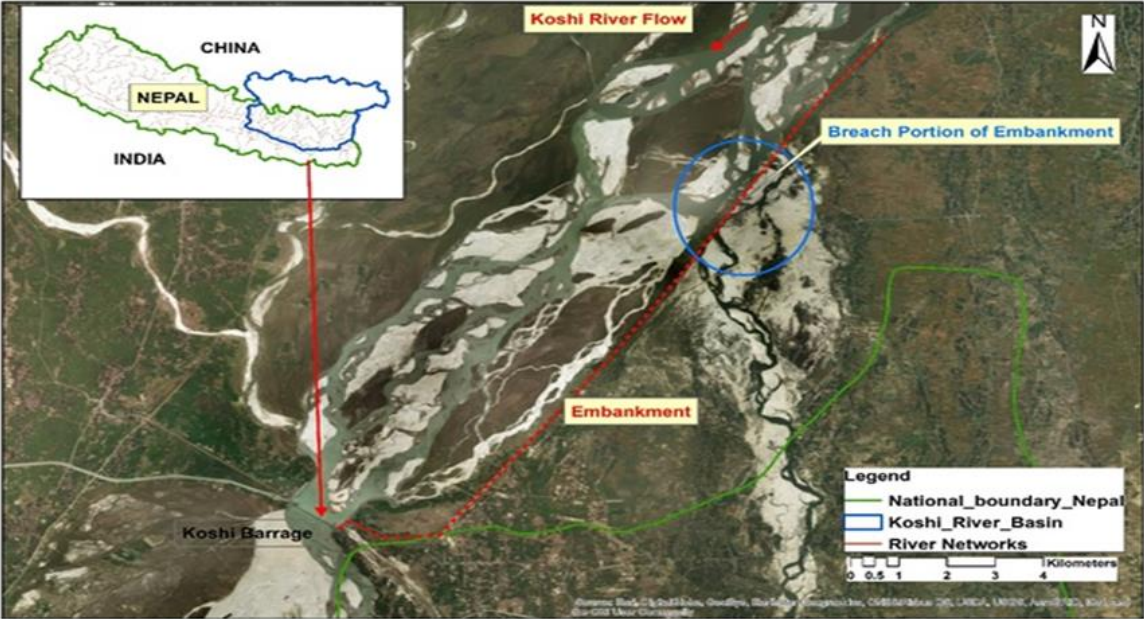 Koshi River Flow
N
CHINA
NEPAL
INDIA
Breach Portion of Embankment
Embankment
Koshi Barrage
Legend
National_boundary_Nepal
Koshi_River_Basin
River Networks
Kilometers
0 0.5 1 2 3 4